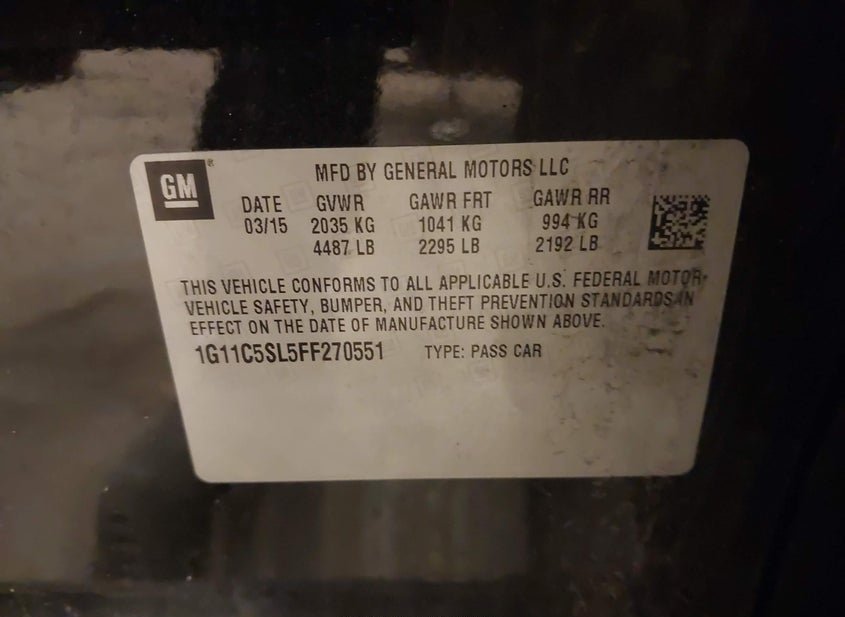 GM ®
MFD BY GENERAL MOTORS LLC
DATE GVWR GAWR FRT GAWR RR
03/15 2035 KG 1041 KG 994 KG
4487 LB 2295 LB 2192 LB
THIS VEHICLE CONFORMS TO ALL APPLICABLE U.S. FEDERAL MOTOR
VEHICLE SAFETY, BUMPER, AND THEFT PREVENTION STANDARDS IN
EFFECT ON THE DATE OF MANUFACTURE SHOWN ABOVE.
1G11C5SL5FF270551 TYPE: PASS CAR